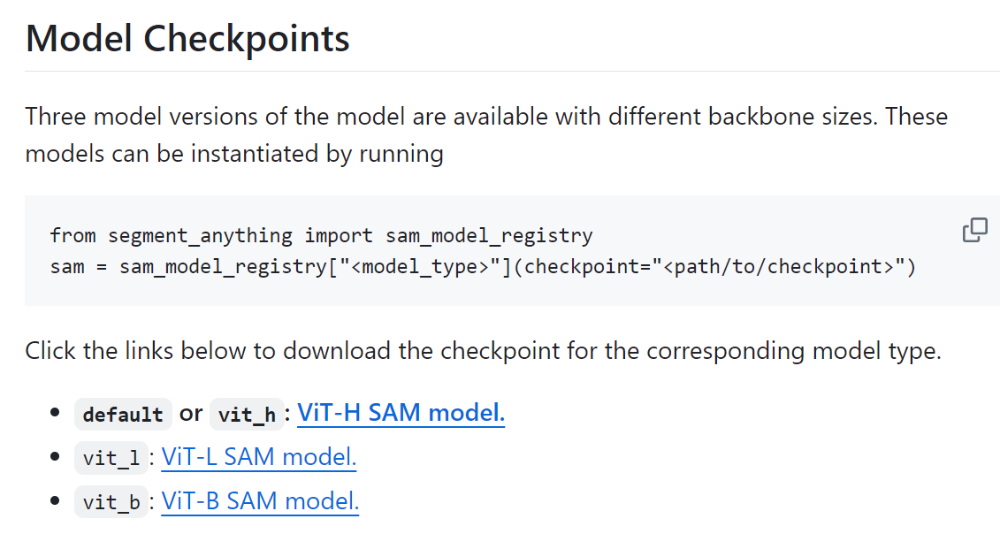 Model Checkpoints
Three model versions of the model are available with different backbone sizes. These
models can be instantiated by running
from segment_anything import sam_model_registry
sam = sam_model_registry["<model_type>"](checkpoint="<path/to/checkpoint>")
Click the links below to download the checkpoint for the corresponding model type.
• default or vit_h: ViT-H SAM model.
• vit_l: ViT-L SAM model.
• vit_b: ViT-B SAM model.